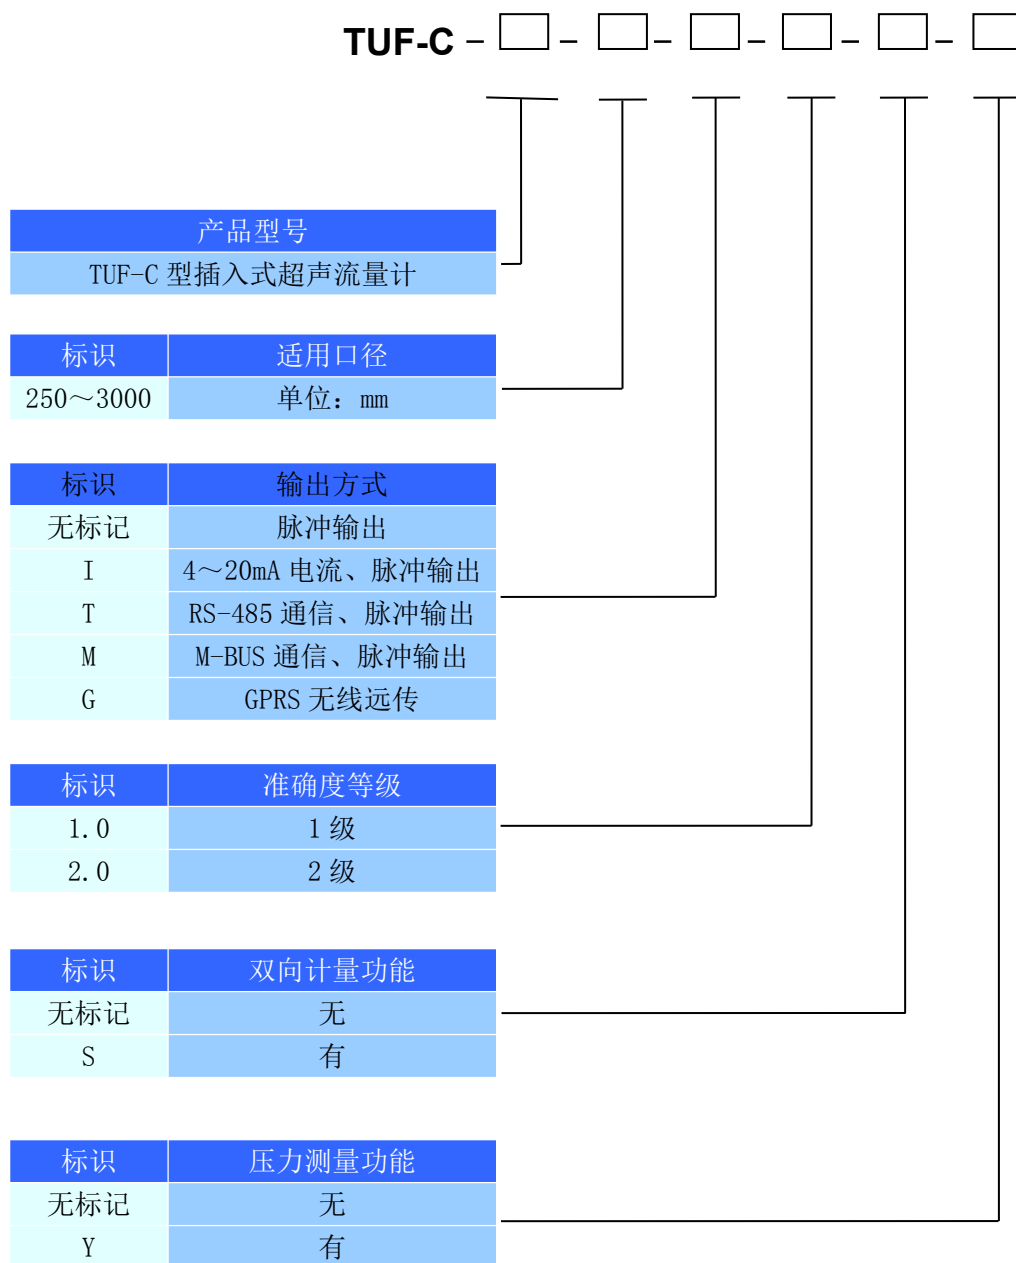 TUF-C – – – – – –
产品型号
TUF-C 型插入式超声流量计
标识 适用口径
250～3000 单位：mm
标识 输出方式
无标记 脉冲输出
I 4～20mA 电流、脉冲输出
T RS-485 通信、脉冲输出
M M-BUS 通信、脉冲输出
G GPRS 无线远传
标识 准确度等级
1.0 1 级
2.0 2 级
标识 双向计量功能
无标记 无
S 有
标识 压力测量功能
无标记 无
Y 有